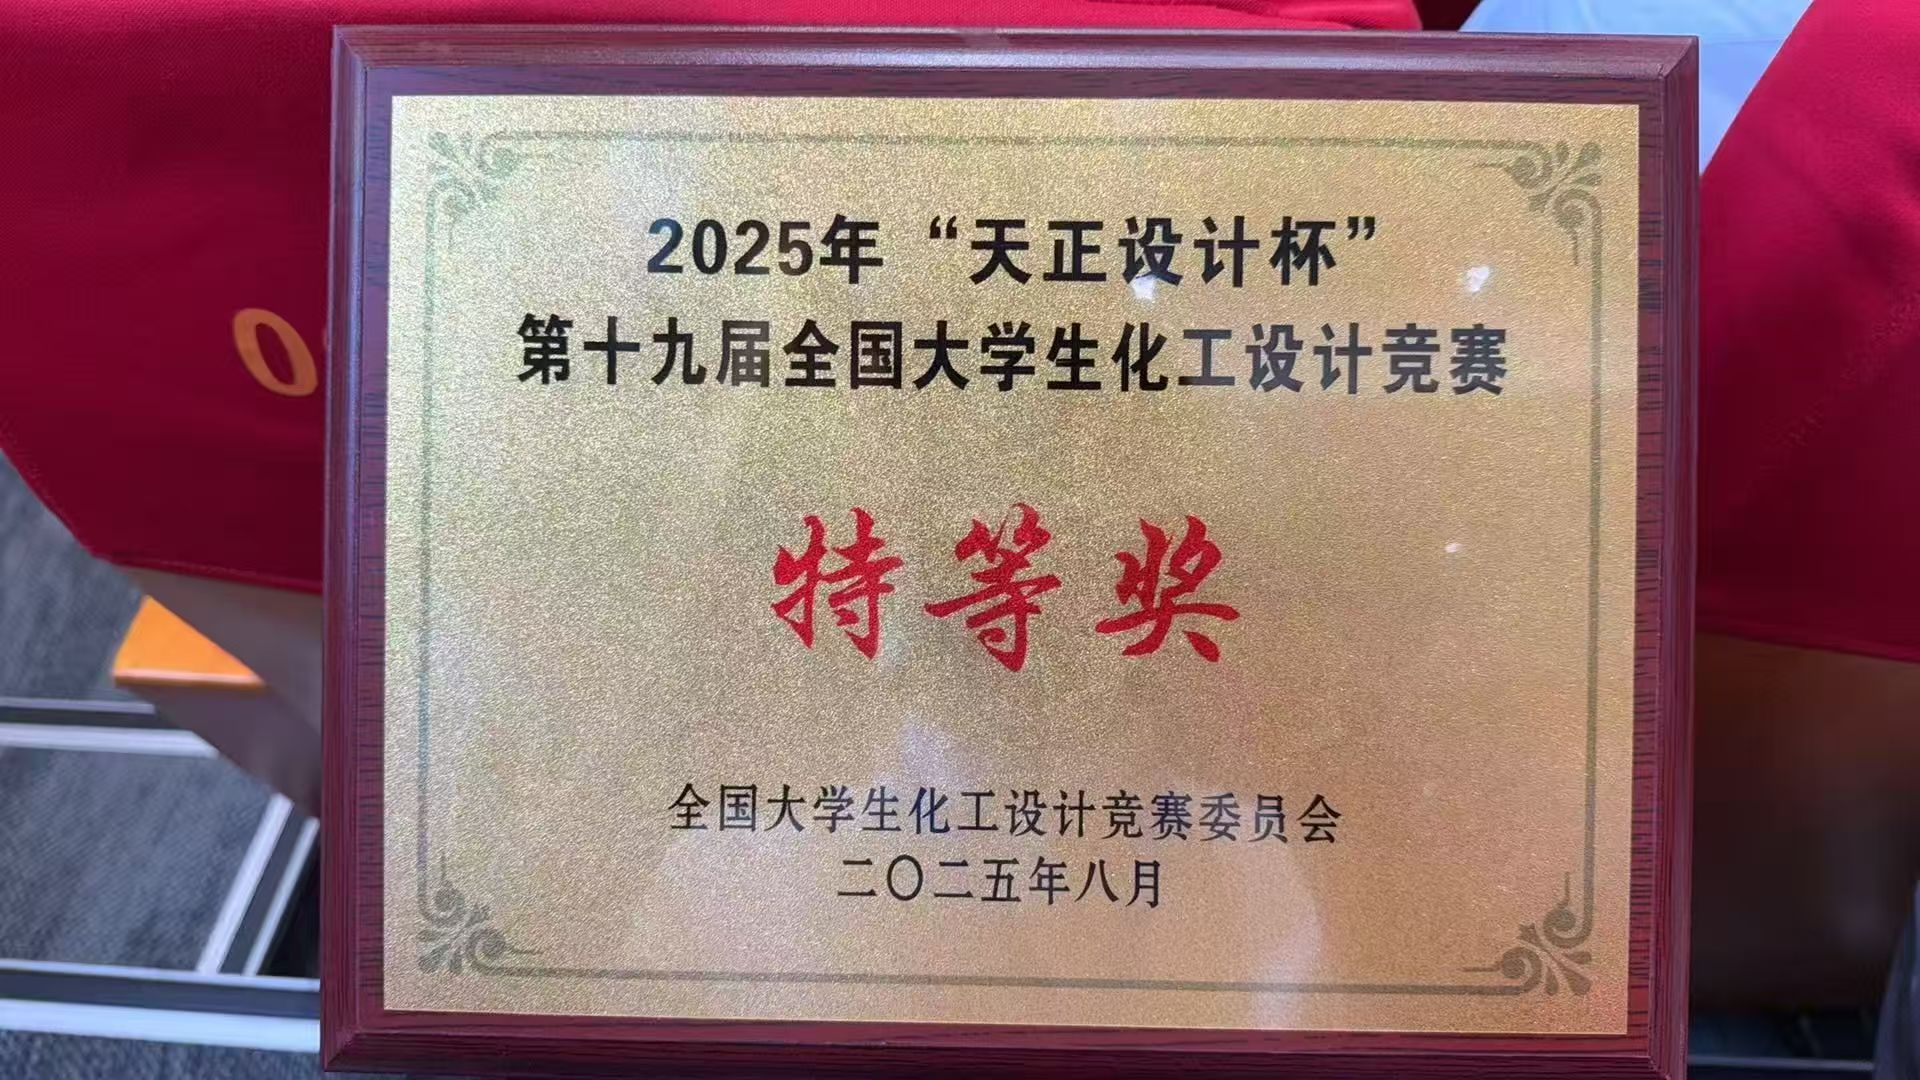 2025年“天正设计杯”
第十九届全国大学生化工设计竞赛
特等奖
全国大学生化工设计竞赛委员会
二〇二五年八月